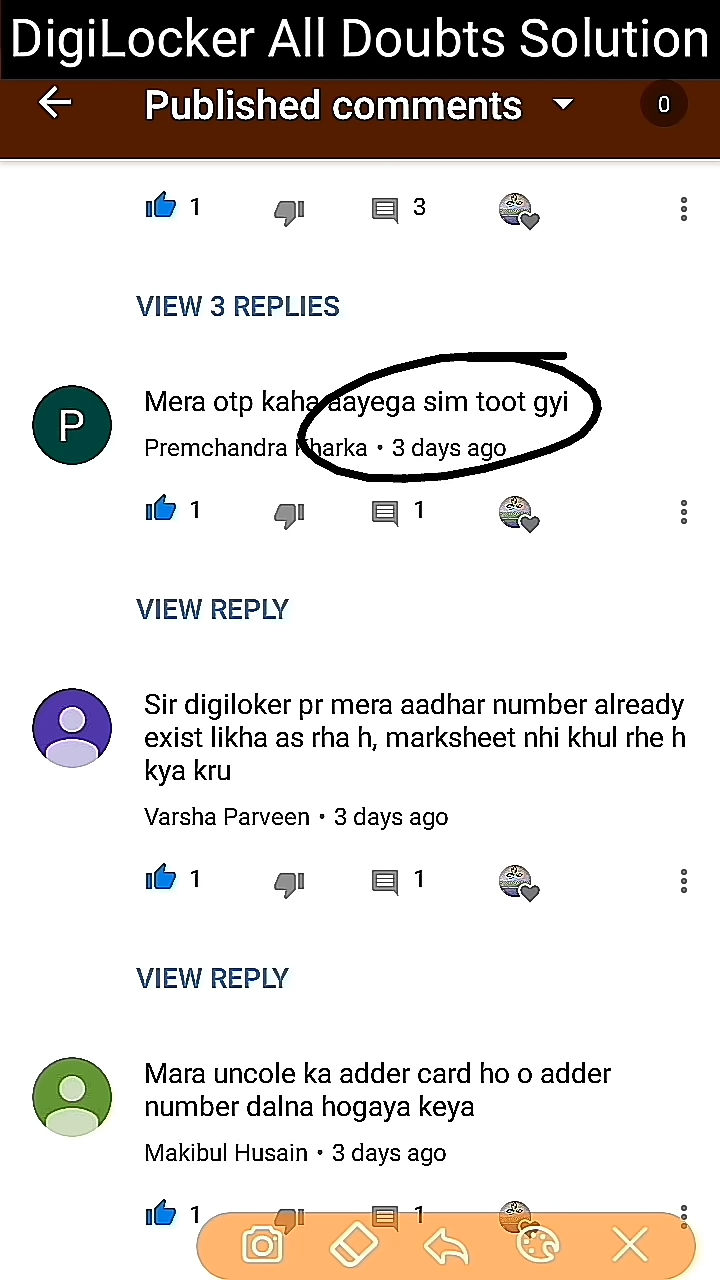 DigiLocker All Doubts Solution
Published comments
0
1
3
VIEW 3 REPLIES
Mera otp kaha aayega sim toot gyi
P
Premchandra Kharka • 3 days ago
1
1
VIEW REPLY
Sir digiloker pr mera aadhar number already
exist likha as rha h, marksheet nhi khul rhe h
kya kru
Varsha Parveen • 3 days ago
1
1
VIEW REPLY
Mara uncole ka adder card ho o adder
number dalna hogaya keya
Makibul Husain • 3 days ago
1
1